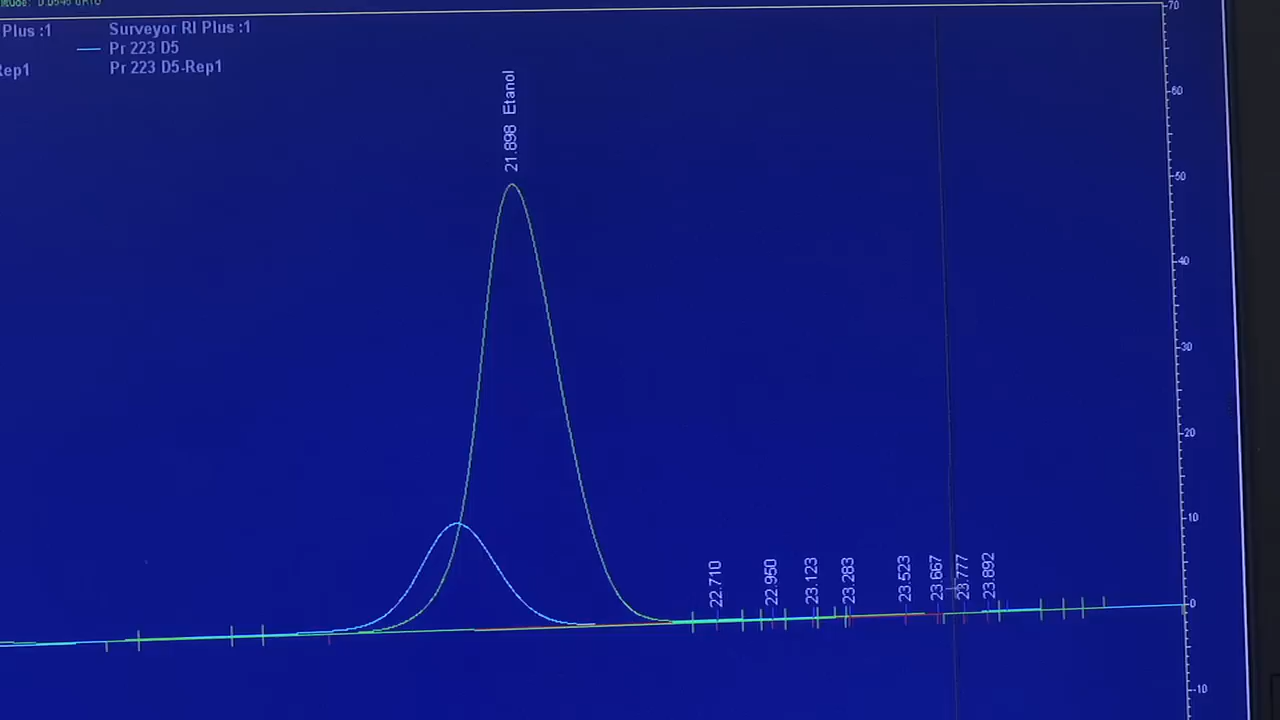 Plus :1
Surveyor RI Plus :1
Pr 223 D5
Rep1
Pr 223 D5-Rep1
21.898 Etanol
22.710
22.950
23.123
23.283
23.523
23.667
23.777
23.892
70
60
50
40
30
20
10
0
-10